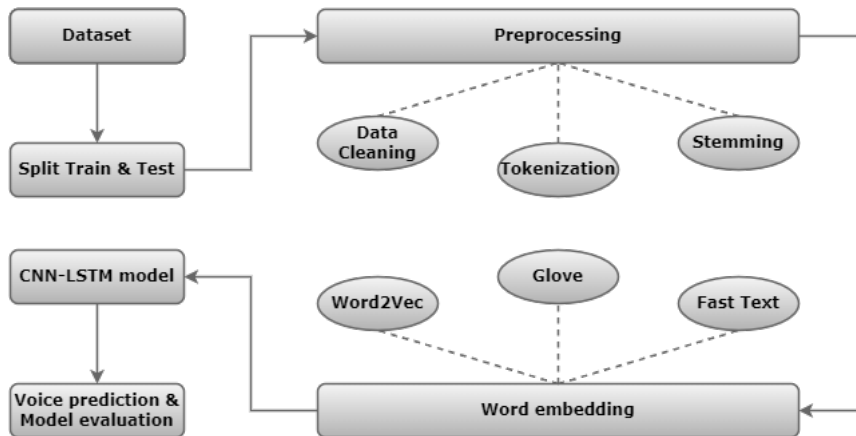 Dataset
Preprocessing
Data
Cleaning
Stemming
Tokenization
Split Train & Test
CNN-LSTM model
Glove
Word2Vec
Fast Text
Voice prediction &
Model evaluation
Word embedding